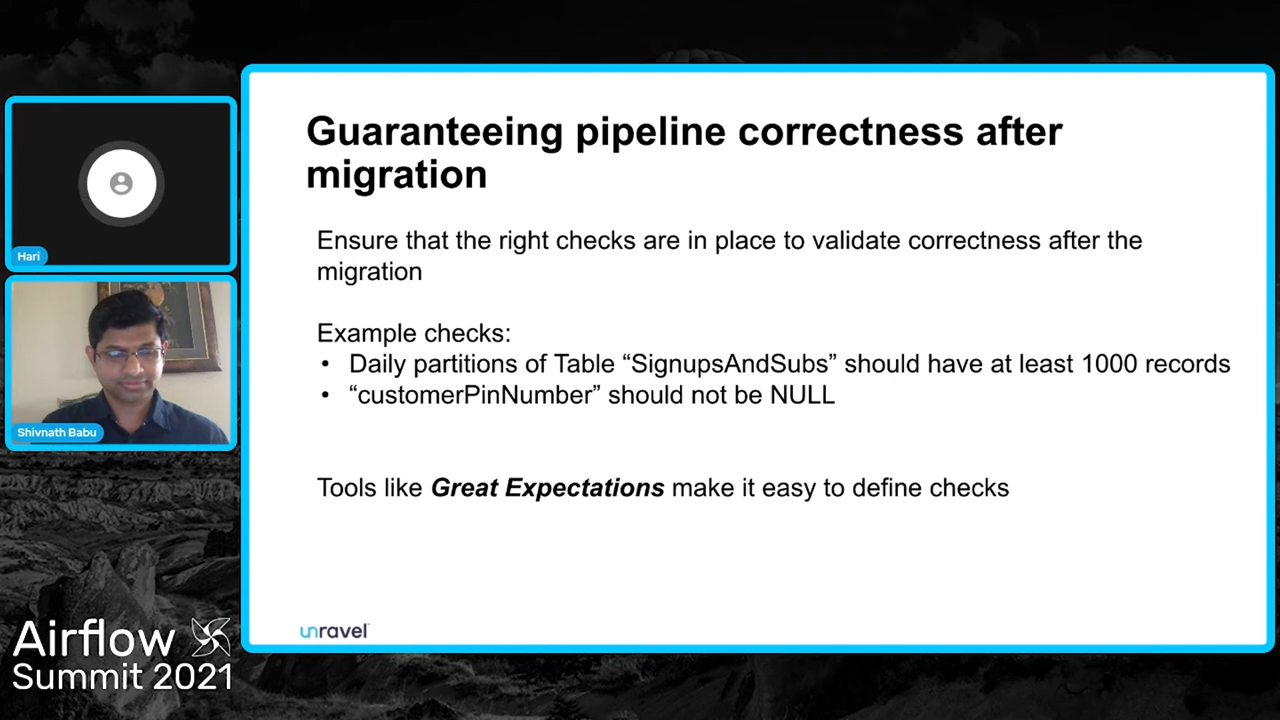 Guaranteeing pipeline correctness after
migration
Ensure that the right checks are in place to validate correctness after the
migration
Example checks:
• Daily partitions of Table “SignupsAndSubs” should have at least 1000 records
• “customerPinNumber” should not be NULL
Tools like Great Expectations make it easy to define checks
unravel
Hari
Shivnath Babu
Airflow
Summit 2021